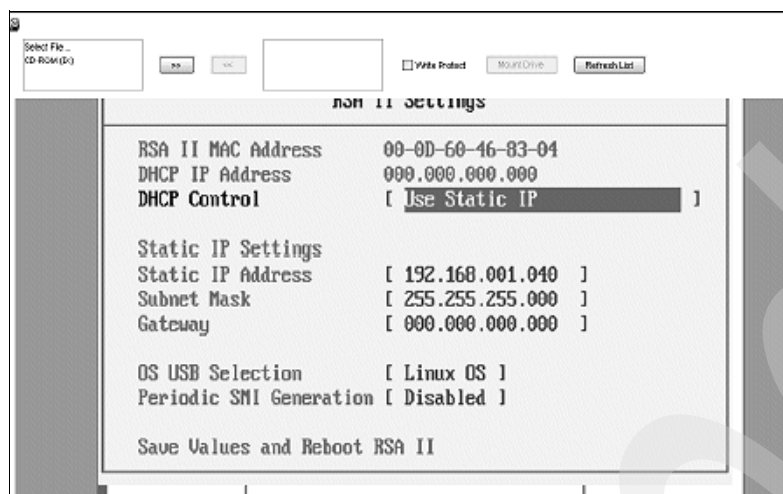 Select File...
CD-ROM (D:)
>> << Write Protect Mount Drive Refresh List
RSA II Settings
RSA II MAC Address 00-0D-60-46-83-04
DHCP IP Address 000.000.000.000
DHCP Control [ Use Static IP ]
Static IP Settings
Static IP Address [ 192.168.001.040 ]
Subnet Mask [ 255.255.255.000 ]
Gateway [ 000.000.000.000 ]
OS USB Selection [ Linux OS ]
Periodic SMI Generation [ Disabled ]
Save Values and Reboot RSA II